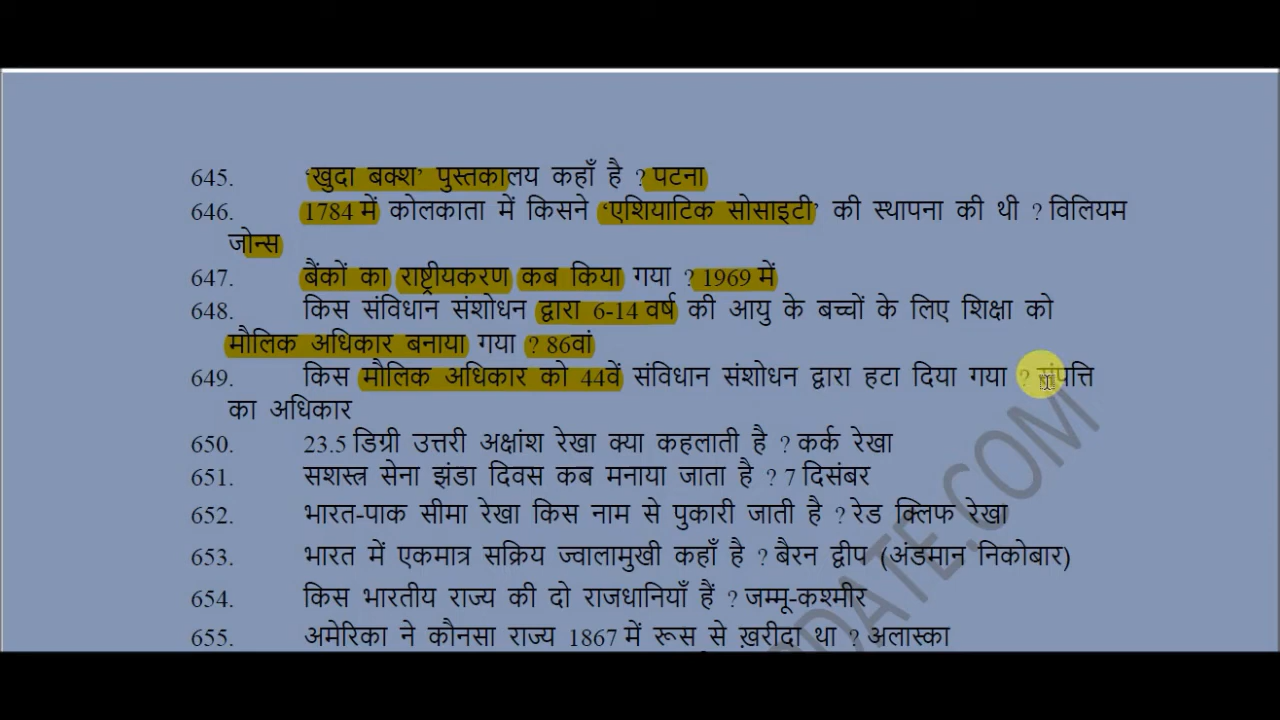 645. ‘खुदा बक्श’ पुस्तकालय कहाँ है ? पटना
646. 1784 में कोलकाता में किसने ‘एशियाटिक सोसाइटी’ की स्थापना की थी ? विलियम
जोन्स
647. बैंकों का राष्ट्रीयकरण कब किया गया ? 1969 में
648. किस संविधान संशोधन द्वारा 6-14 वर्ष की आयु के बच्चों के लिए शिक्षा को
मौलिक अधिकार बनाया गया ? 86वां
649. किस मौलिक अधिकार को 44वें संविधान संशोधन द्वारा हटा दिया गया ? संपत्ति
का अधिकार
650. 23.5 डिग्री उत्तरी अक्षांश रेखा क्या कहलाती है ? कर्क रेखा
651. सशस्त्र सेना झंडा दिवस कब मनाया जाता है ? 7 दिसंबर
652. भारत-पाक सीमा रेखा किस नाम से पुकारी जाती है ? रेड क्लिफ रेखा
653. भारत में एकमात्र सक्रिय ज्वालामुखी कहाँ है ? बैरन द्वीप (अंडमान निकोबार)
654. किस भारतीय राज्य की दो राजधानियाँ हैं ? जम्मू-कश्मीर
655. अमेरिका ने कौनसा राज्य 1867 में रूस से ख़रीदा था ? अलास्का